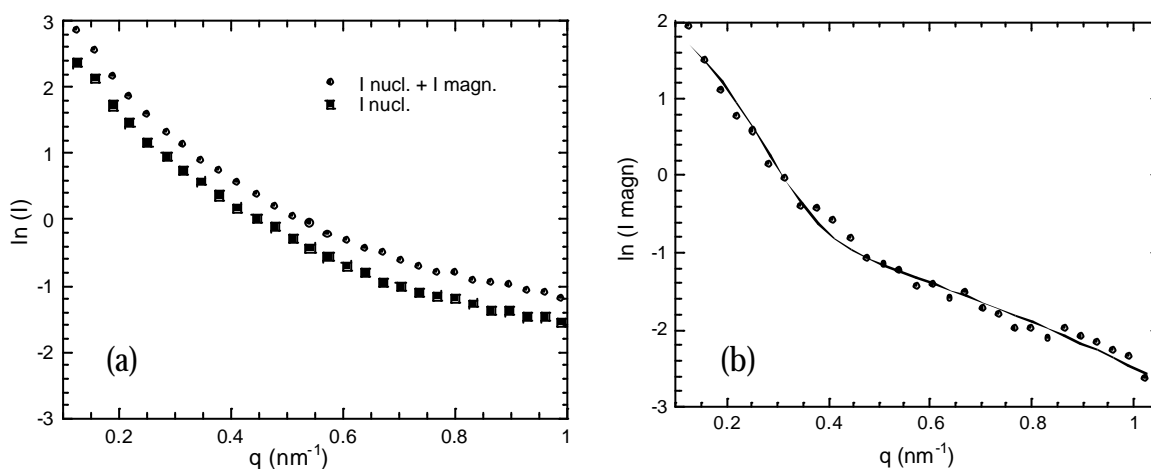 3
2
1
0
-1
-2
-3
ln (I)
I nucl. + I magn.
I nucl.
(a)
0.2
0.4
0.6
0.8
1
q (nm-1)
2
1
0
-1
-2
-3
ln (I magn)
(b)
0.2
0.4
0.6
0.8
1
q (nm-1)